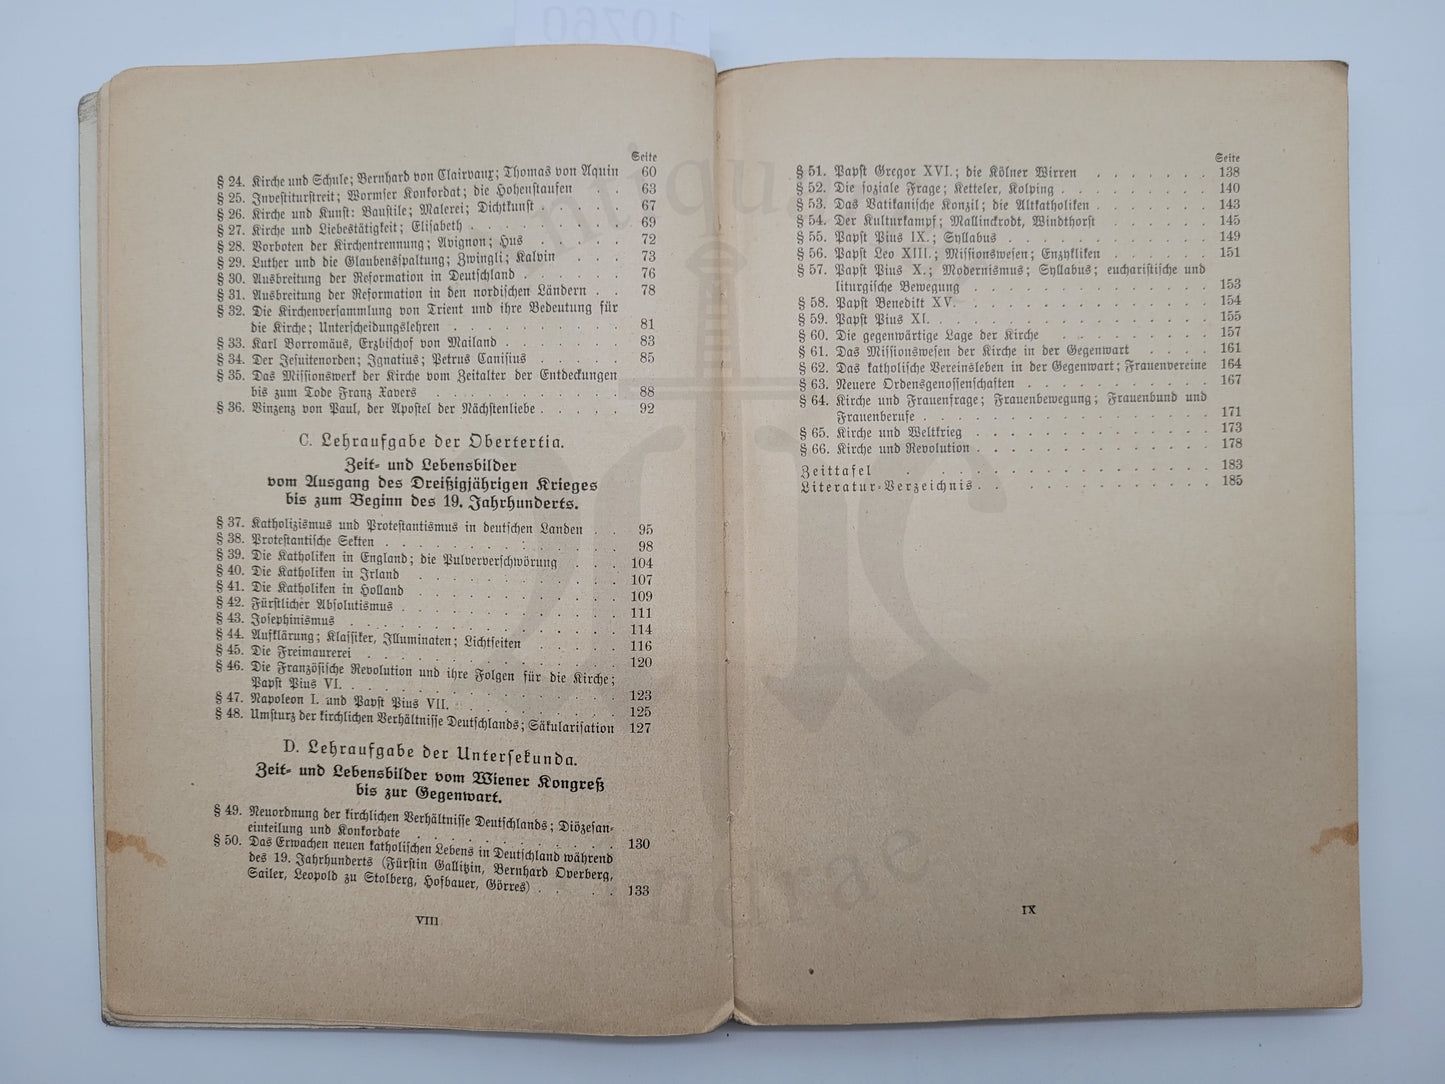 Seite
§ 24. Kirche und Schule; Bernhard von Clairvaux; Thomas von Aquin 60
§ 25. Investiturstreit; Wormser Konkordat; die Hohenstaufen . . 63
§ 26. Kirche und Kunst: Baustile; Malerei; Dichtkunst . . . . . 67
§ 27. Kirche und Liebestätigkeit; Elisabeth . . . . . . . . . 69
§ 28. Vorboten der Kirchentrennung; Avignon; Hus . . . . . . 72
§ 29. Luther und die Glaubensspaltung; Zwingli; Kalvin . . . . 73
§ 30. Ausbreitung der Reformation in Deutschland . . . . . . 76
§ 31. Ausbreitung der Reformation in den nordischen Ländern . . 78
§ 32. Die Kirchenversammlung von Trient und ihre Bedeutung für
die Kirche; Unterscheidungslehren . . . . . . . . . 81
§ 33. Karl Borromäus, Erzbischof von Mailand . . . . . . . 83
§ 34. Der Jesuitenorden; Ignatius; Petrus Canisius . . . . . 85
§ 35. Das Missionswerk der Kirche vom Zeitalter der Entdeckungen
bis zum Tode Franz Xavers . . . . . . . . . . . 88
§ 36. Vinzenz von Paul, der Apostel der Nächstenliebe . . . . . 92
C. Lehraufgabe der Obertertia.
Zeit- und Lebensbilder
vom Ausgang des Dreißigjährigen Krieges
bis zum Beginn des 19. Jahrhunderts.
§ 37. Katholizismus und Protestantismus in deutschen Landen . . 95
§ 38. Protestantische Sekten . . . . . . . . . . . . . 98
§ 39. Die Katholiken in England; die Pulververschwörung . . . 104
§ 40. Die Katholiken in Irland . . . . . . . . . . . . 107
§ 41. Die Katholiken in Holland . . . . . . . . . . . . 109
§ 42. Fürstlicher Absolutismus . . . . . . . . . . . . . 111
§ 43. Josephinismus . . . . . . . . . . . . . . . . 114
§ 44. Aufklärung; Klassiker, Illuminaten; Lichtseiten . . . . . 116
§ 45. Die Freimaurerei . . . . . . . . . . . . . . . 120
§ 46. Die Französische Revolution und ihre Folgen für die Kirche;
Papst Pius VI. . . . . . . . . . . . . . . . . 123
§ 47. Napoleon I. and Papst Pius VII. . . . . . . . . . . 125
§ 48. Umsturz der kirchlichen Verhältnisse Deutschlands; Säkularisation 127
D. Lehraufgabe der Untersekunda.
Zeit- und Lebensbilder vom Wiener Kongreß
bis zur Gegenwart.
§ 49. Neuordnung der kirchlichen Verhältnisse Deutschlands; Diözesan-
einteilung und Konkordate . . . . . . . . . . . 130
§ 50. Das Erwachen neuen katholischen Lebens in Deutschland während
des 19. Jahrhunderts (Fürstin Gallitzin, Bernhard Overberg,
Sailer, Leopold zu Stolberg, Hofbauer, Görres) . . . . . 133
VIII
Seite
§ 51. Papst Gregor XVI.; die Kölner Wirren . . . . . . . 138
§ 52. Die soziale Frage; Ketteler, Kolping . . . . . . . . . 140
§ 53. Das Vatikanische Konzil; die Altkatholiken . . . . . . . 143
§ 54. Der Kulturkampf; Mallinckrodt, Windthorst . . . . . . . 145
§ 55. Papst Pius IX.; Syllabus . . . . . . . . . . . . 149
§ 56. Papst Leo XIII.; Missionswesen; Enzykliken . . . . . . 151
§ 57. Papst Pius X.; Modernismus; Syllabus; eucharistische und
liturgische Bewegung . . . . . . . . . . . . . 153
§ 58. Papst Benedikt XV. . . . . . . . . . . . . . . 154
§ 59. Papst Pius XI. . . . . . . . . . . . . . . . . 155
§ 60. Die gegenwärtige Lage der Kirche . . . . . . . . . . 157
§ 61. Das Missionswesen der Kirche in der Gegenwart . . . . 161
§ 62. Das katholische Vereinsleben in der Gegenwart; Frauenvereine 164
§ 63. Neuere Ordensgenossenschaften . . . . . . . . . . . 167
§ 64. Kirche und Frauenfrage; Frauenbewegung; Frauenbund und
Frauenberufe . . . . . . . . . . . . . . . . 171
§ 65. Kirche und Weltkrieg . . . . . . . . . . . . . . 173
§ 66. Kirche und Revolution . . . . . . . . . . . . . . 178
Zeittafel . . . . . . . . . . . . . . . . . . 183
Literatur-Verzeichnis . . . . . . . . . . . . . . 185
IX